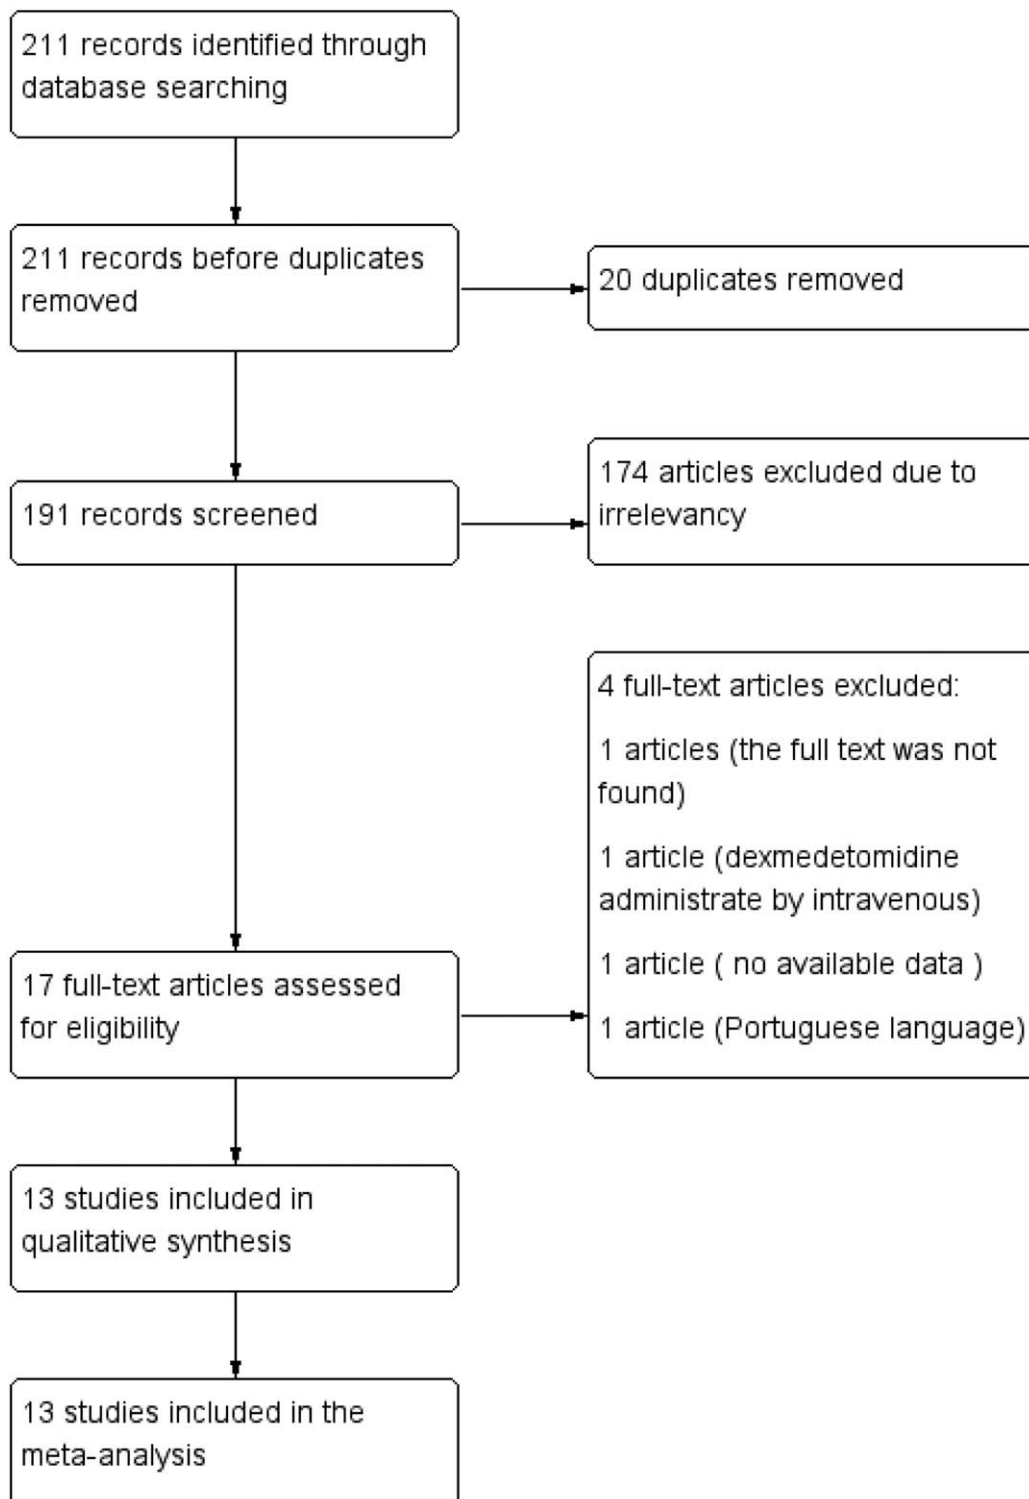 211 records identified through
database searching
211 records before duplicates
removed
20 duplicates removed
191 records screened
174 articles excluded due to
irrelevancy
17 full-text articles assessed
for eligibility
4 full-text articles excluded:
1 articles (the full text was not
found)
1 article (dexmedetomidine
administrate by intravenous)
1 article ( no available data )
1 article (Portuguese language)
13 studies included in
qualitative synthesis
13 studies included in the
meta-analysis